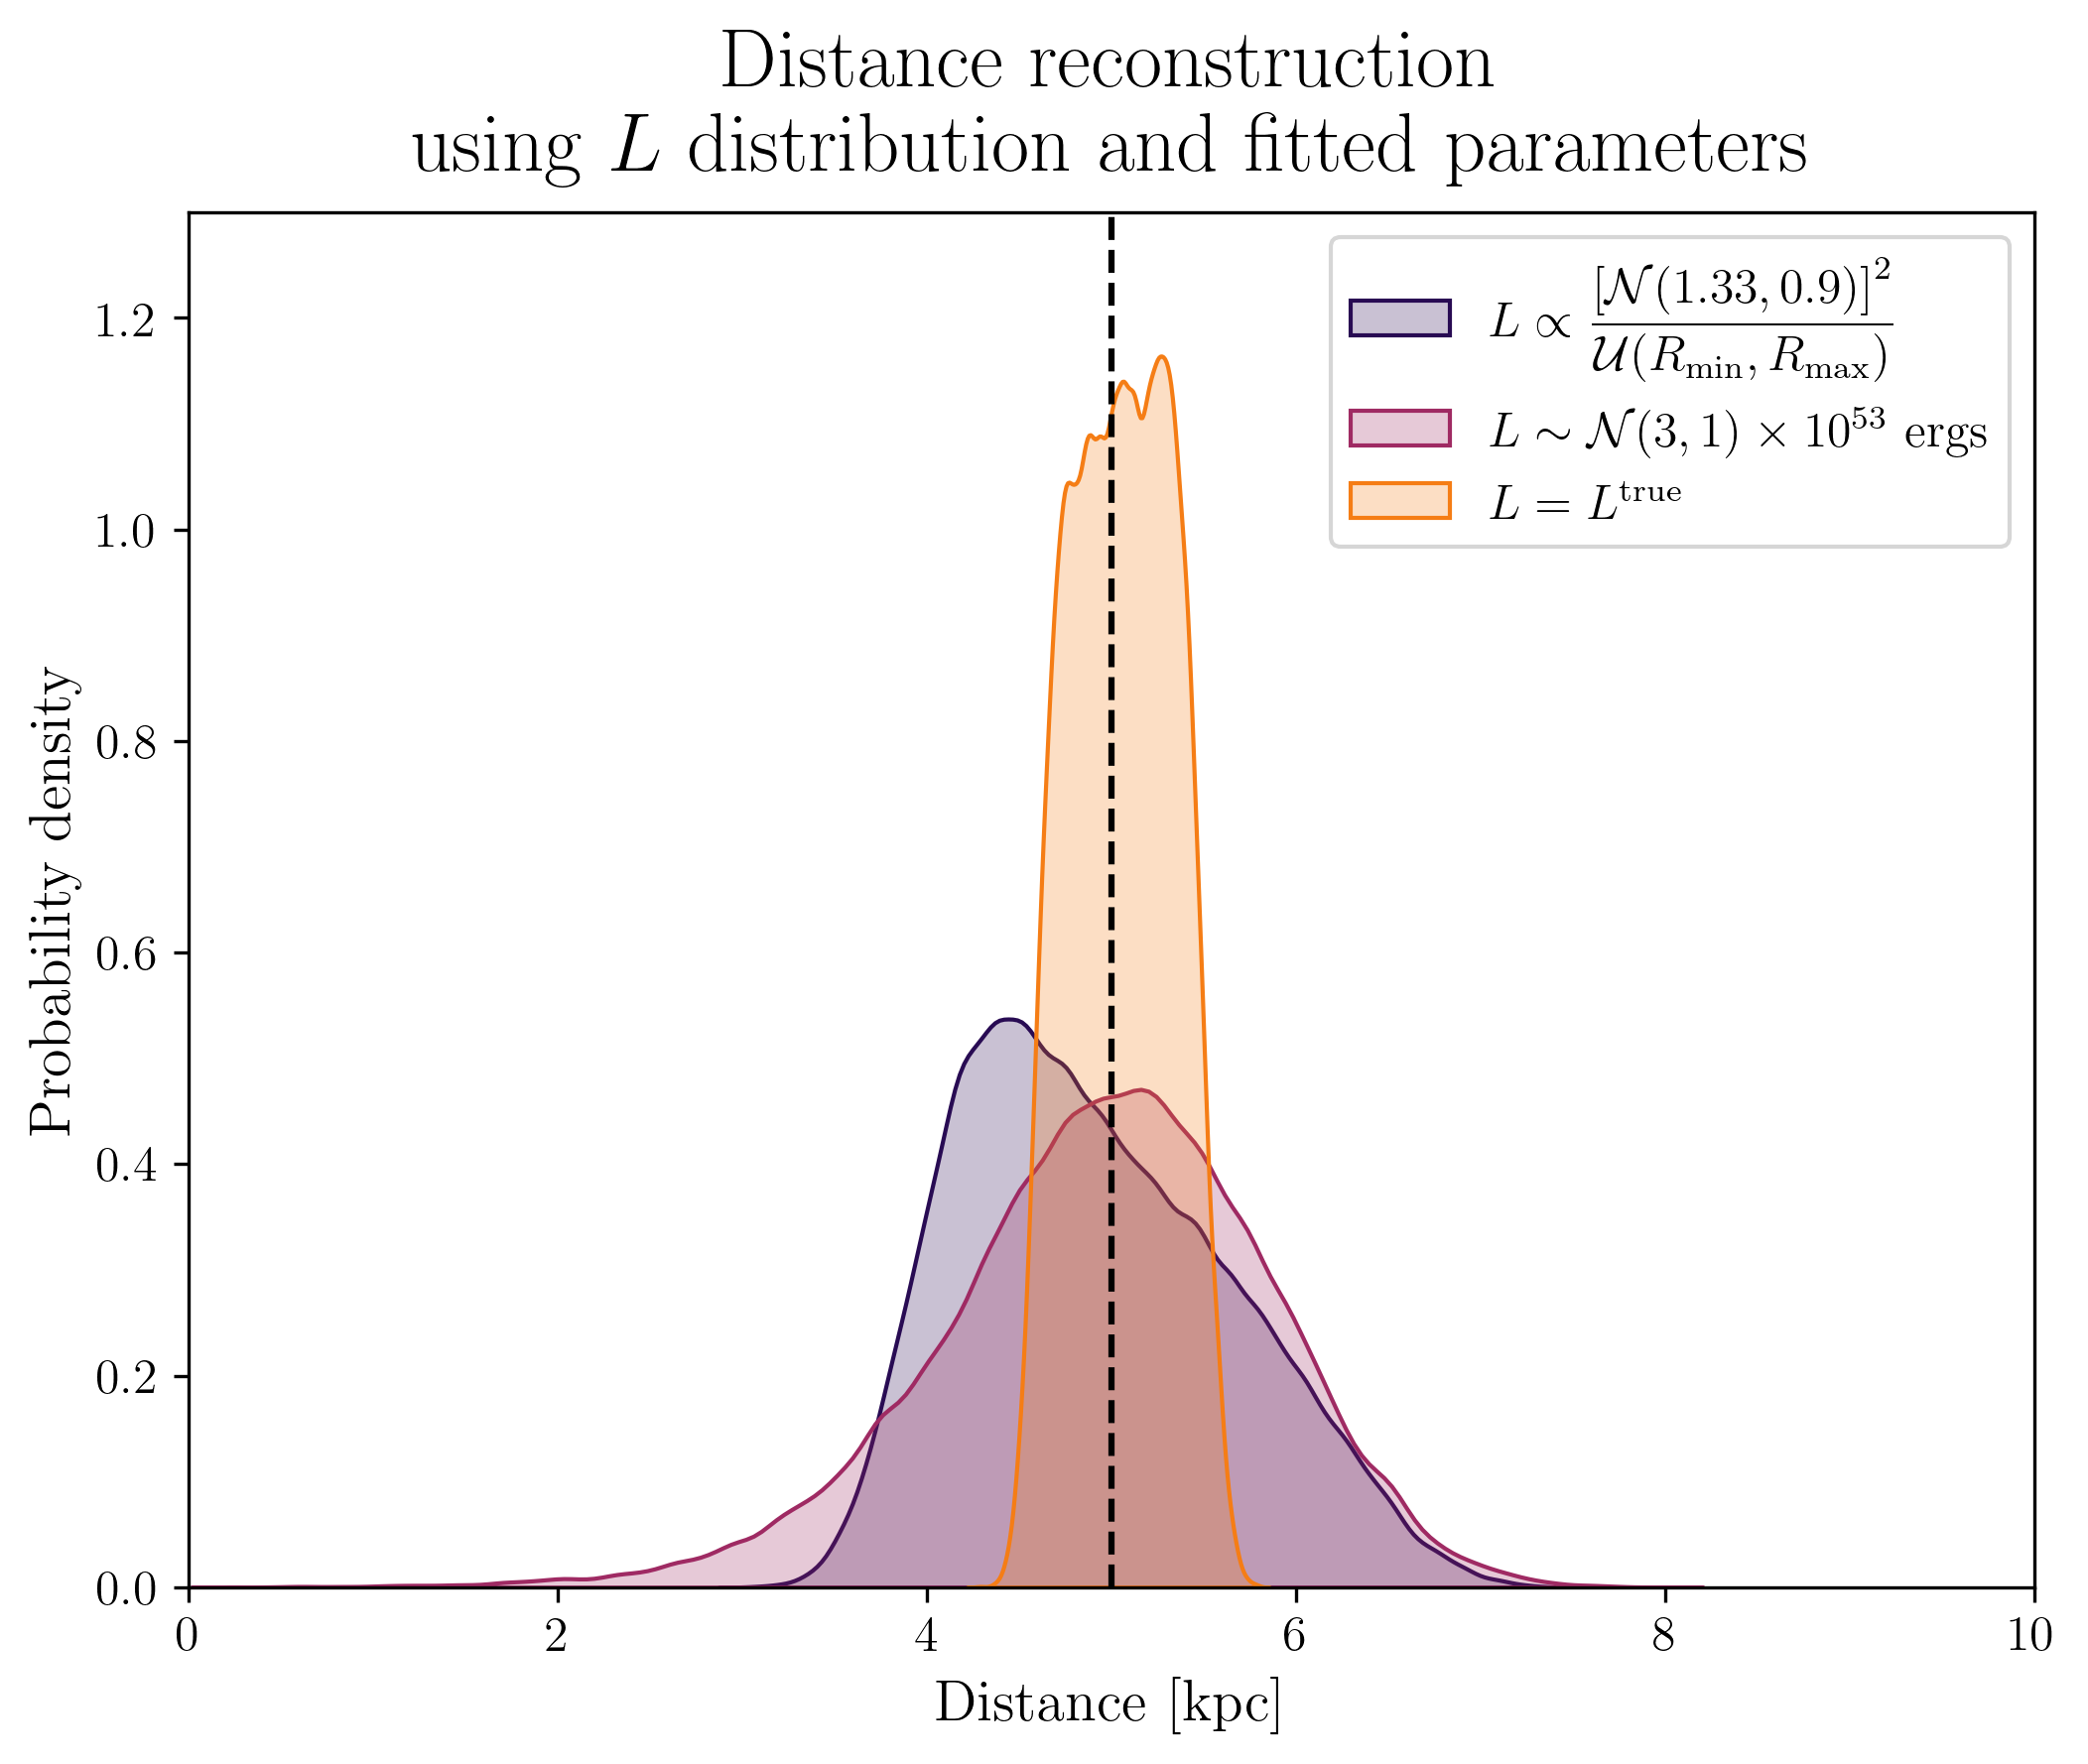 Distance reconstruction
using L distribution and fitted parameters
Probability density
1.2
1.0
0.8
0.6
0.4
0.2
0.0
0 2 4 6 8 10
Distance [kpc]
L ∝ [𝒩(1.33, 0.9)]² / 𝒰(R_min, R_max)
L ∼ 𝒩(3, 1) × 10⁵³ ergs
L = L^true